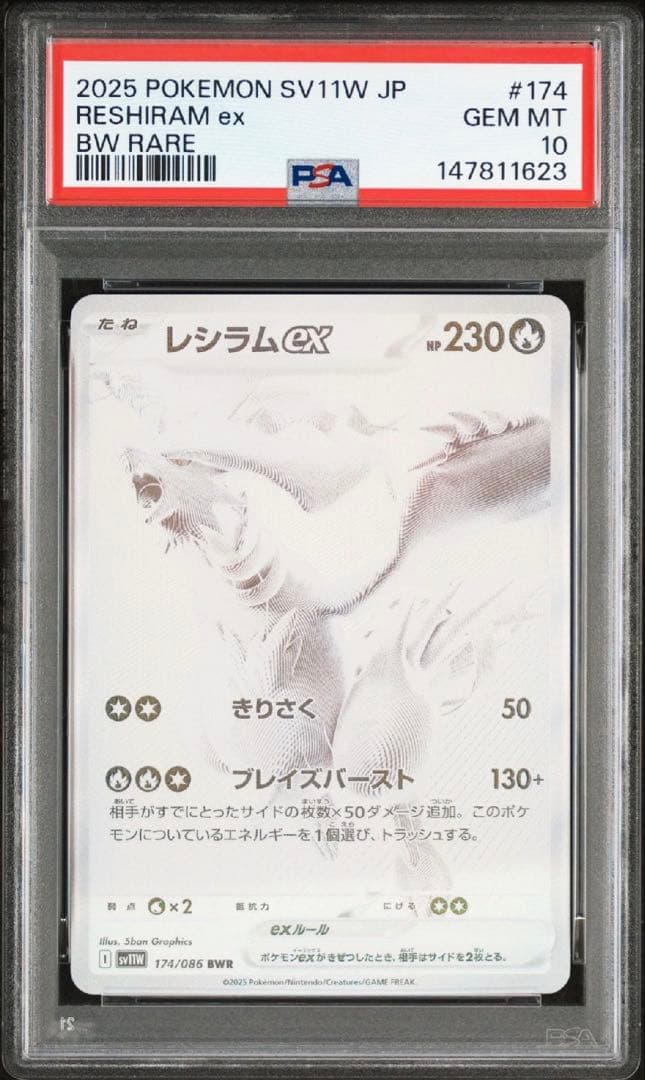 2025 POKEMON SV11W JP #174
RESHIRAM ex GEM MT
BW RARE 10
PSA 147811623
たね レシラムex HP230
きりさく 50
ブレイズバースト 130+
相手がすでにとったサイドの枚数×50ダメージ追加。このポケ
モンについているエネルギーを1個選び、トラッシュする。
弱点 ×2 抵抗力 にげる
exルール
Illus. 5ban Graphics
ポケモンexがきぜつしたとき、相手はサイドを2枚とる。
I sv11W 174/086 BWR
©2025 Pokémon/Nintendo/Creatures/GAME FREAK.
21 PSA